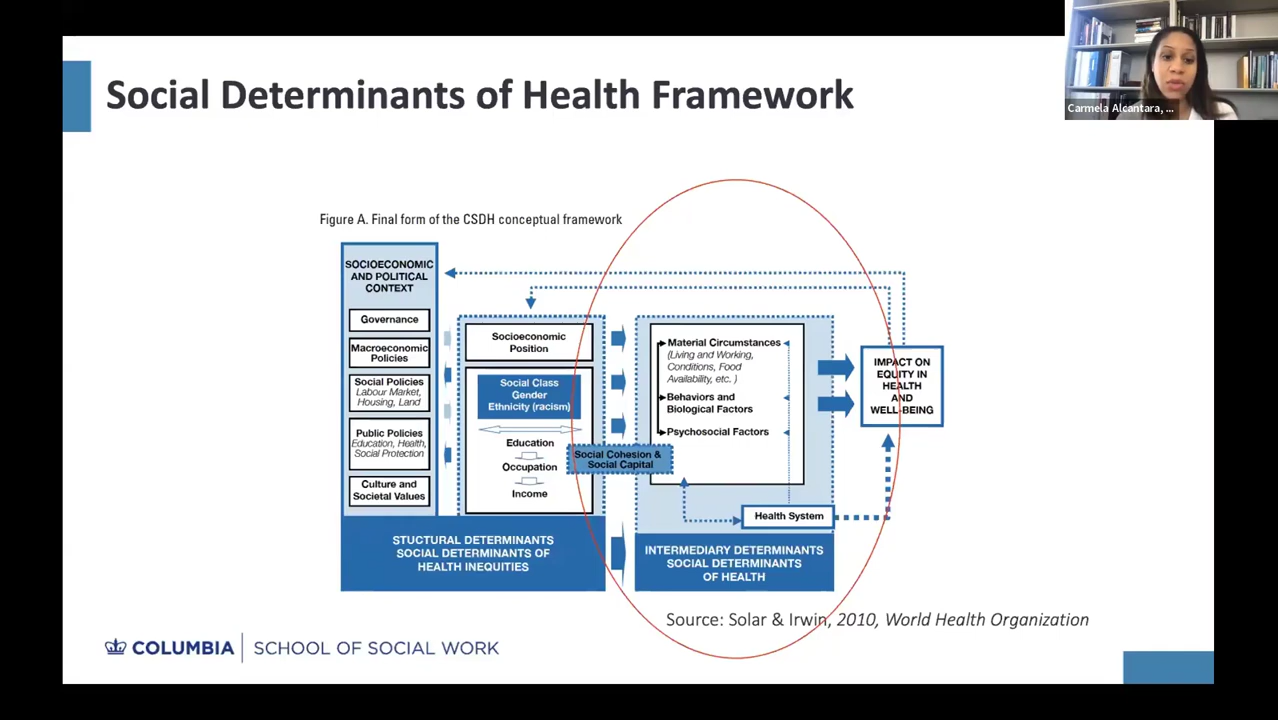 Carmela Alcantara, ...
Social Determinants of Health Framework
Figure A. Final form of the CSDH conceptual framework
SOCIOECONOMIC
AND POLITICAL
CONTEXT
Governance
Macroeconomic
Policies
Social Policies
Labour Market,
Housing, Land
Public Policies
Education, Health,
Social Protection
Culture and
Societal Values
Socioeconomic
Position
Social Class
Gender
Ethnicity (racism)
Education
Occupation
Income
Social Cohesion &
Social Capital
STUCTURAL DETERMINANTS
SOCIAL DETERMINANTS OF
HEALTH INEQUITIES
Material Circumstances
(Living and Working,
Conditions, Food
Availability, etc. )
Behaviors and
Biological Factors
Psychosocial Factors
Health System
INTERMEDIARY DETERMINANTS
SOCIAL DETERMINANTS
OF HEALTH
IMPACT ON
EQUITY IN
HEALTH
AND
WELL-BEING
Source: Solar & Irwin, 2010, World Health Organization
COLUMBIA SCHOOL OF SOCIAL WORK